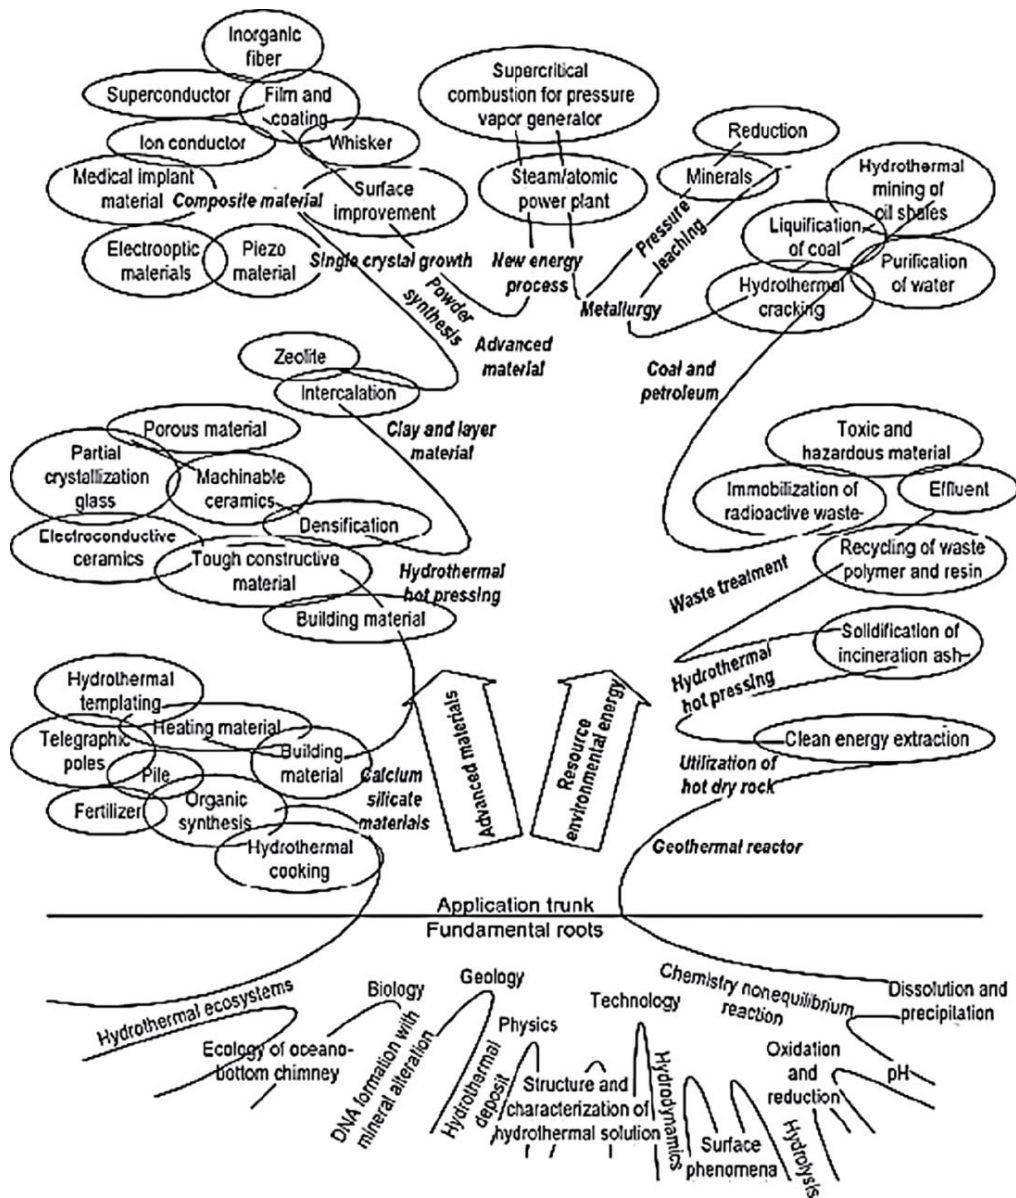 Inorganic
fiber
Superconductor
Film and
coating
Ion conductor
Whisker
Medical implant
material
Composite material
Surface
improvement
Electrooptic
materials
Piezo
material
Single crystal growth
Powder
synthesis
Supercritical
combustion for pressure
vapor generator
Steam/atomic
power plant
New energy
process
Metallurgy
Pressure
leaching
Reduction
Minerals
Hydrothermal
mining of
oil shales
Liquification
of coal
Purification
of water
Hydrothermal
cracking
Advanced
material
Coal and
petroleum
Zeolite
Intercalation
Clay and layer
material
Porous material
Partial
crystallization
glass
Machinable
ceramics
Densification
Electroconductive
ceramics
Tough constructive
material
Hydrothermal
hot pressing
Building material
Toxic and
hazardous material
Immobilization of
radioactive waste
Effluent
Recycling of waste
polymer and resin
Waste treatment
Solidification of
incineration ash
Hydrothermal
hot pressing
Clean energy extraction
Utilization of
hot dry rock
Geothermal reactor
Hydrothermal
templating
Heating material
Telegraphic
poles
Pile
Building
material
Calcium
silicate
materials
Fertilizer
Organic
synthesis
Hydrothermal
cooking
Advanced materials
Resource
environmental energy
Application trunk
Fundamental roots
Hydrothermal ecosystems
Ecology of oceano-
bottom chimney
Biology
DNA formation with
mineral alteration
Geology
Hydrothermal
deposit
Physics
Structure and
characterization of
hydrothermal solution
Technology
Hydrodynamics
Surface
phenomena
Chemistry nonequilibrium
reaction
Oxidation
and
reduction
Hydrolysis
pH
Dissolution and
precipilation